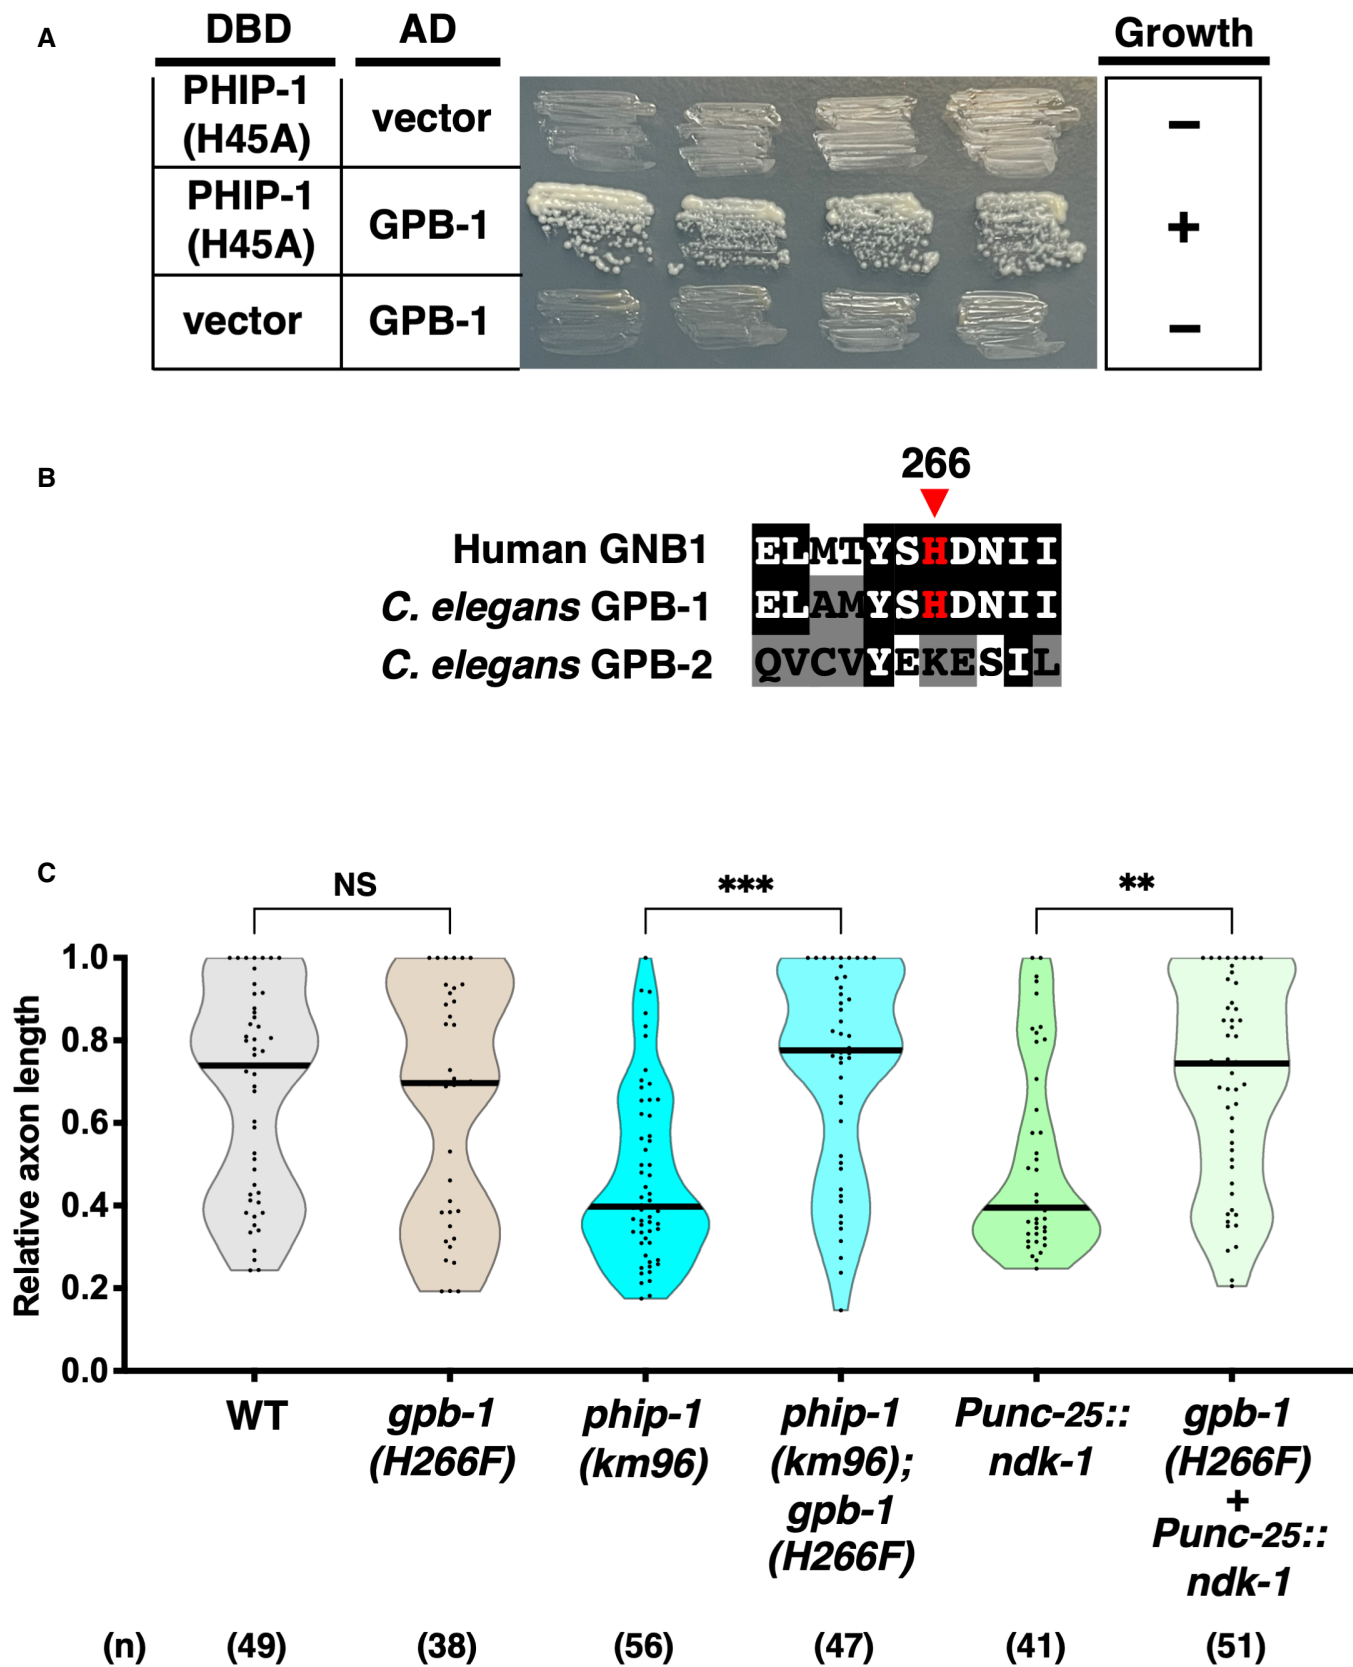 A
DBD AD Growth
PHIP-1
(H45A) vector −
PHIP-1
(H45A) GPB-1 +
vector GPB-1 −
B
266
Human GNB1 ELMTYSHDNII
C. elegans GPB-1 ELAMYSHDNII
C. elegans GPB-2 QVCVYEKESIL
C
NS *** **
Relative axon length
1.0
0.8
0.6
0.4
0.2
0.0
WT
gpb-1
(H266F)
phip-1
(km96)
phip-1
(km96);
gpb-1
(H266F)
Punc-25::
ndk-1
gpb-1
(H266F)
+
Punc-25::
ndk-1
(n) (49) (38) (56) (47) (41) (51)